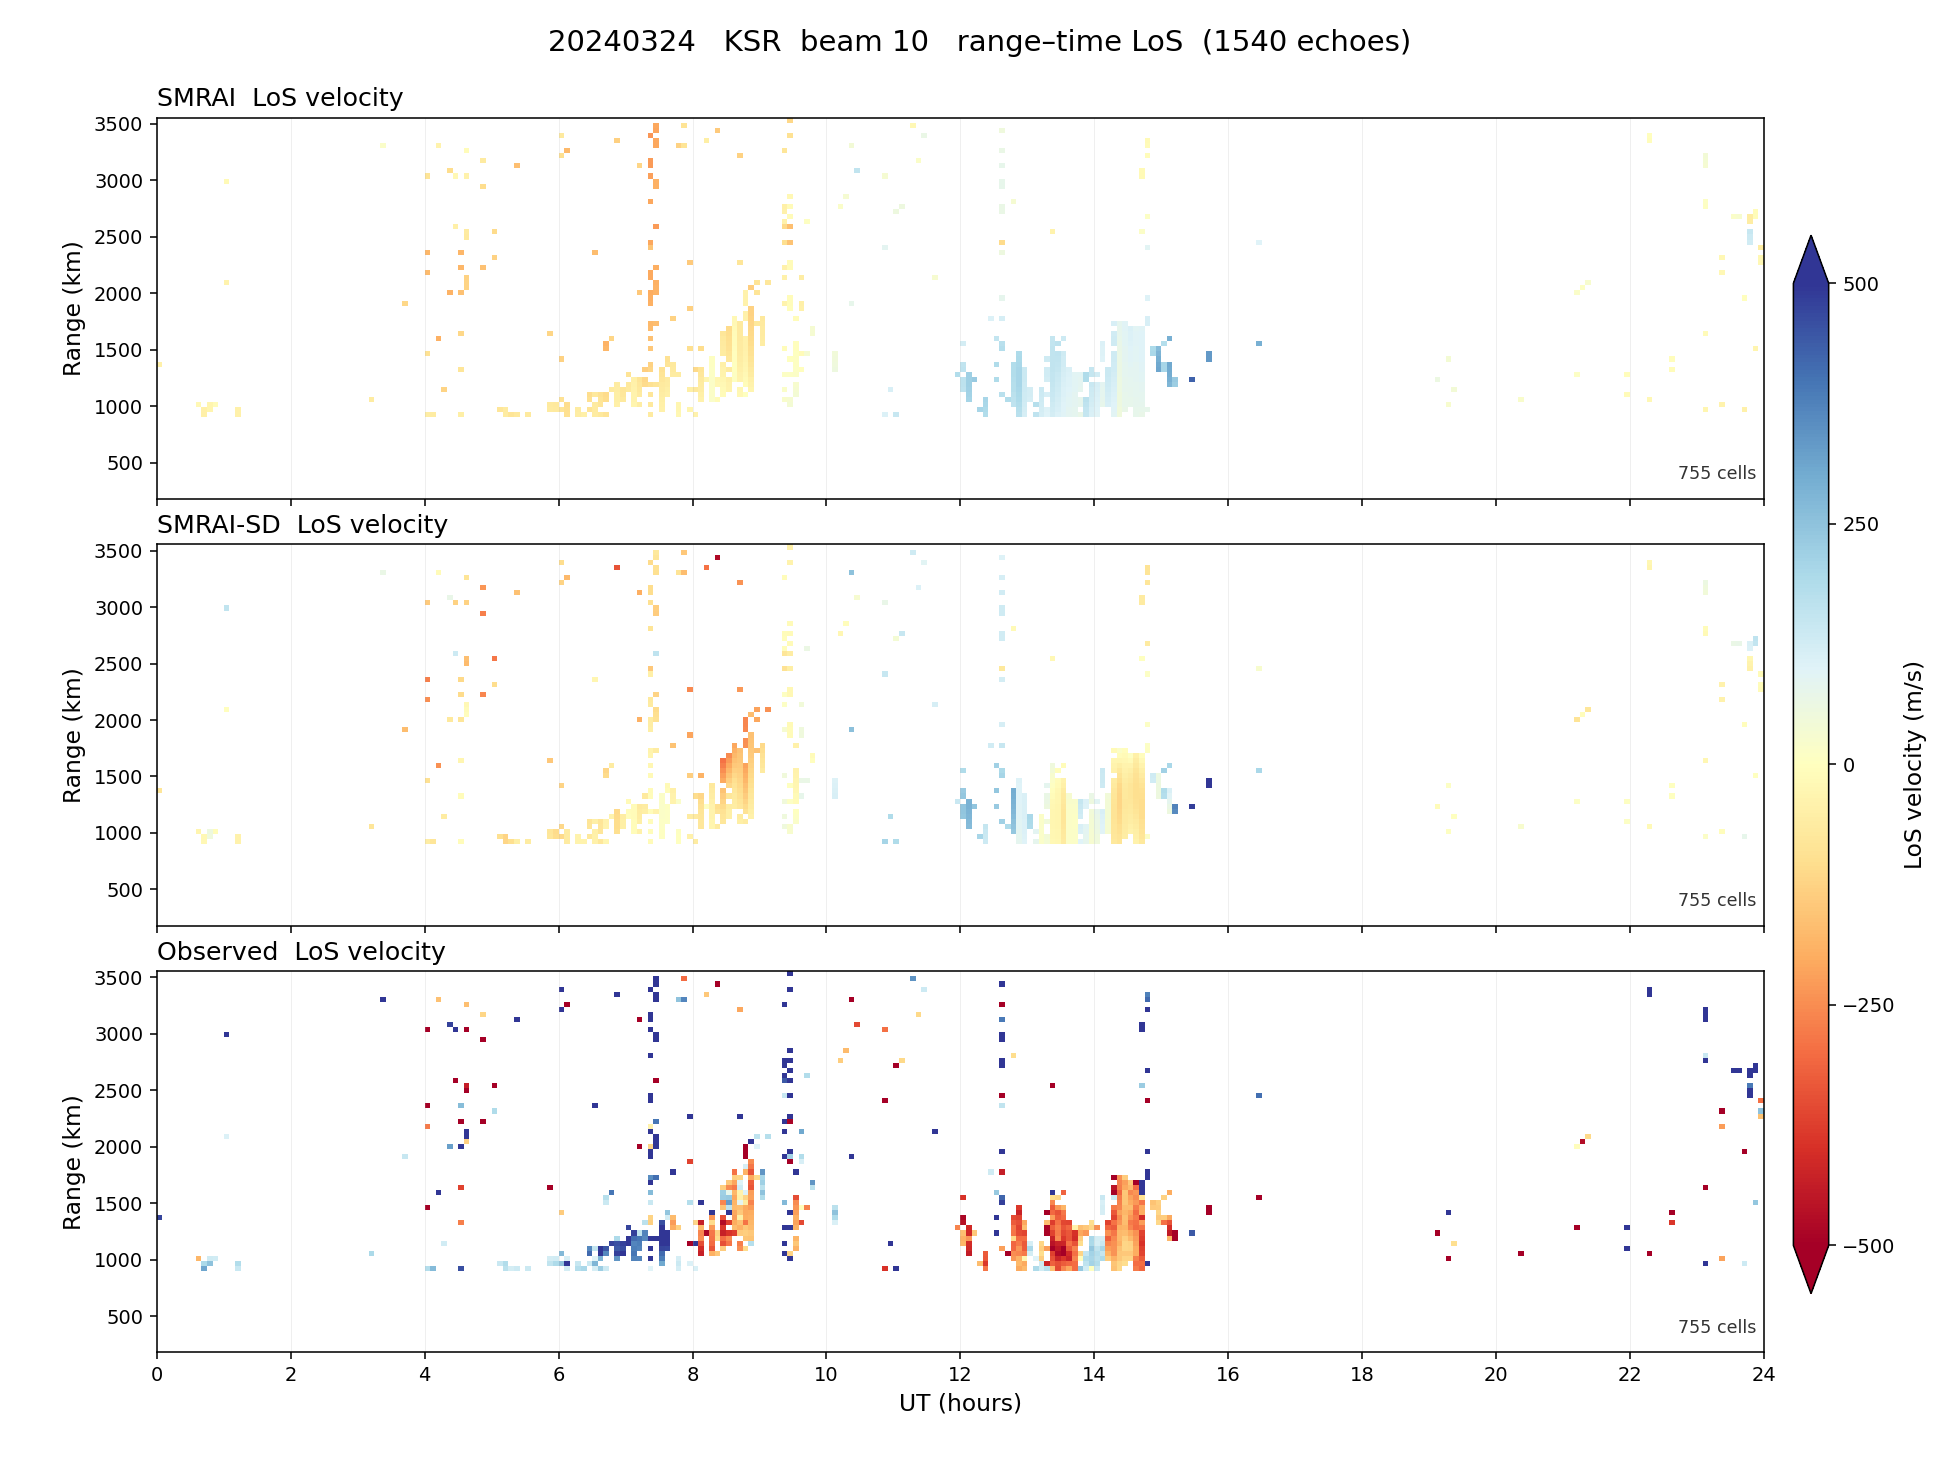 20240324   KSR  beam 10   range–time LoS  (1540 echoes)
SMRAI  LoS velocity
3500
3000
2500
2000
1500
1000
500
Range (km)
755 cells
SMRAI-SD  LoS velocity
3500
3000
2500
2000
1500
1000
500
Range (km)
755 cells
Observed  LoS velocity
3500
3000
2500
2000
1500
1000
500
Range (km)
755 cells
0 2 4 6 8 10 12 14 16 18 20 22 24
UT (hours)
500
250
0
−250
−500
LoS velocity (m/s)